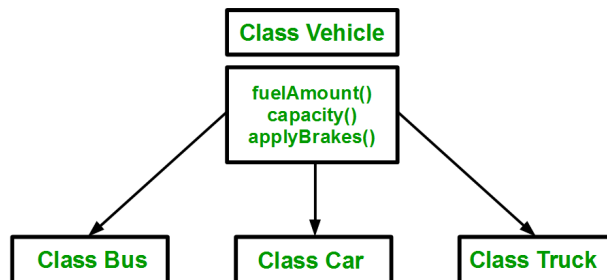 Class Vehicle
fuelAmount()
capacity()
applyBrakes()
Class Bus
Class Car
Class Truck